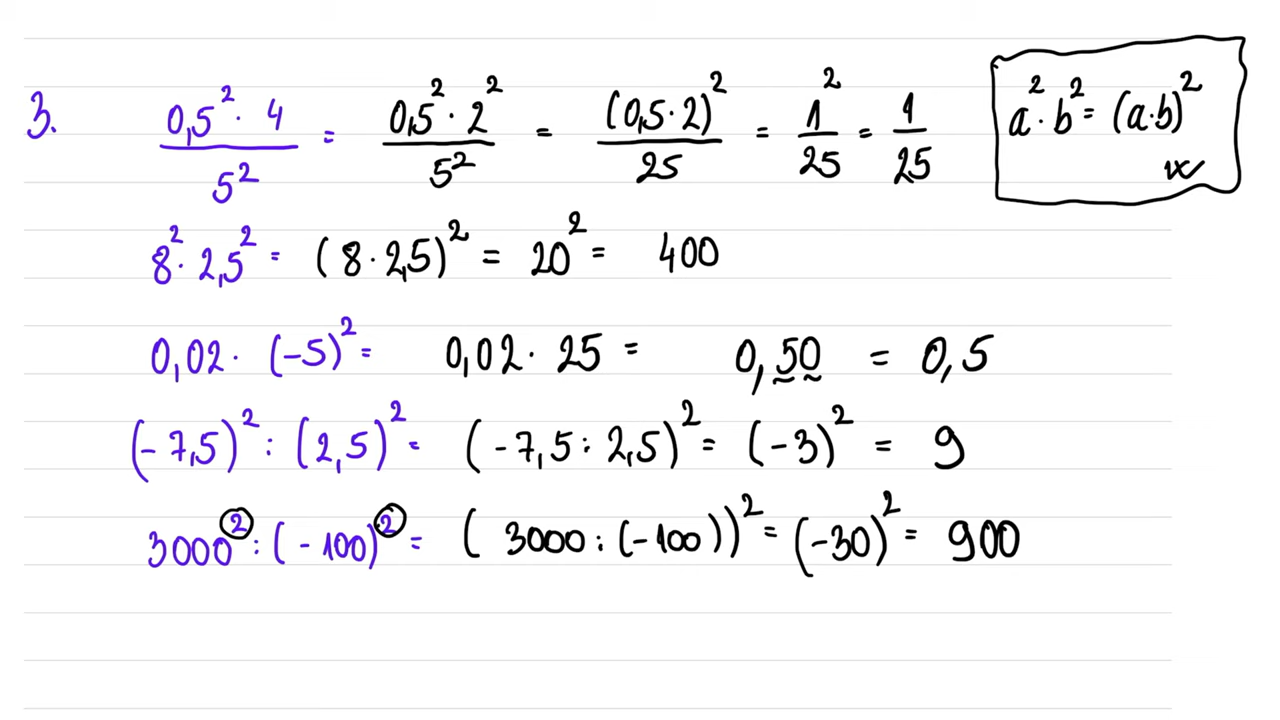 3. 0,5² · 4 / 5² = 0,5² · 2² / 5² = (0,5 · 2)² / 25 = 1² / 25 = 1 / 25
a² · b² = (a·b)²
8² · 2,5² = (8 · 2,5)² = 20² = 400
0,02 · (-5)² = 0,02 · 25 = 0,50 = 0,5
(-7,5)² : (2,5)² = (-7,5 : 2,5)² = (-3)² = 9
3000² : (-100)² = (3000 : (-100))² = (-30)² = 900